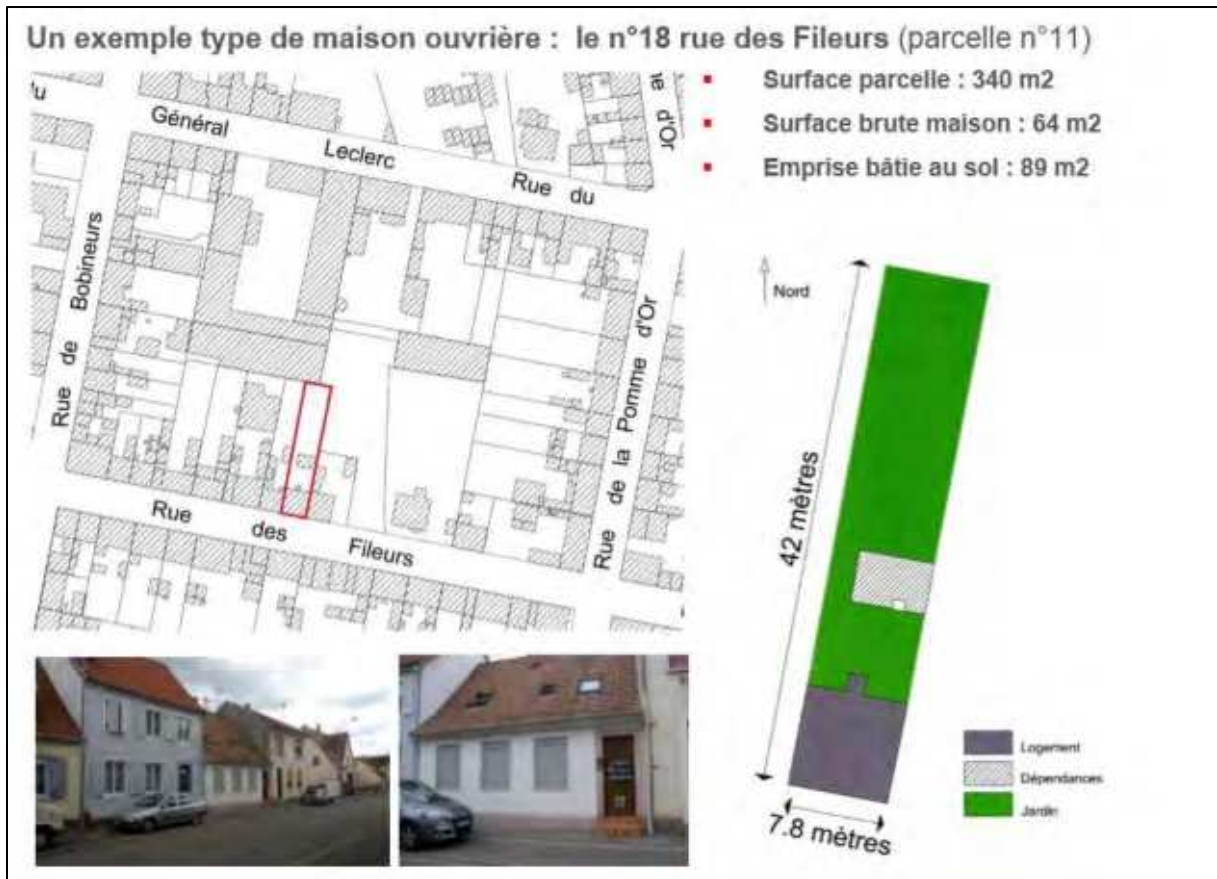 Un exemple type de maison ouvrière : le n°18 rue des Fileurs (parcelle n°11)
Surface parcelle : 340 m2
Surface brute maison : 64 m2
Emprise bâtie au sol : 89 m2
Général Leclerc Rue du
Rue de Bobineurs
Rue de la Pomme d'Or
Rue des Fileurs
d'Or
Nord
42 mètres
7.8 mètres
Logement
Dépendances
Jardin